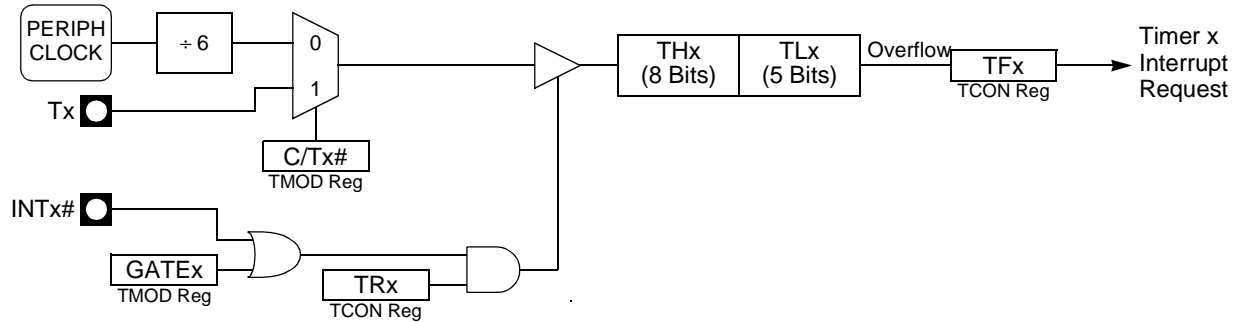 PERIPH
CLOCK
÷ 6
0
1
Tx
C/Tx#
TMOD Reg
THx
(8 Bits)
TLx
(5 Bits)
Overflow
TFx
TCON Reg
Timer x
Interrupt
Request
INTx#
GATEx
TMOD Reg
TRx
TCON Reg